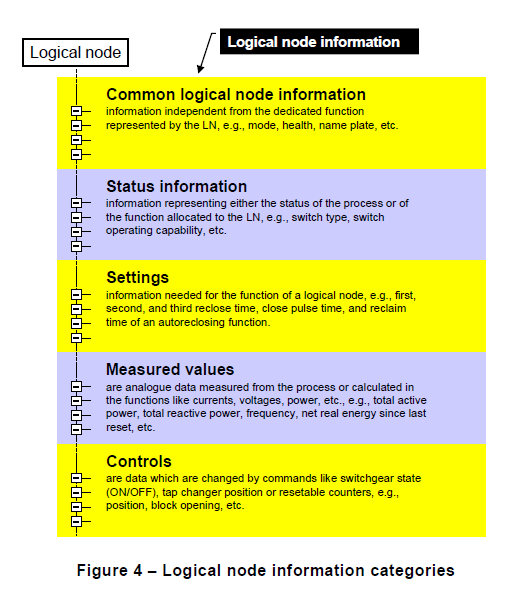 Logical node information
Logical node
Common logical node information
information independent from the dedicated function
represented by the LN, e.g., mode, health, name plate, etc.
Status information
information representing either the status of the process or of
the function allocated to the LN, e.g., switch type, switch
operating capability, etc.
Settings
information needed for the function of a logical node, e.g., first,
second, and third reclose time, close pulse time, and reclaim
time of an autoreclosing function.
Measured values
are analogue data measured from the process or calculated in
the functions like currents, voltages, power, etc., e.g., total active
power, total reactive power, frequency, net real energy since last
reset, etc.
Controls
are data which are changed by commands like switchgear state
(ON/OFF), tap changer position or resetable counters, e.g.,
position, block opening, etc.
Figure 4 – Logical node information categories